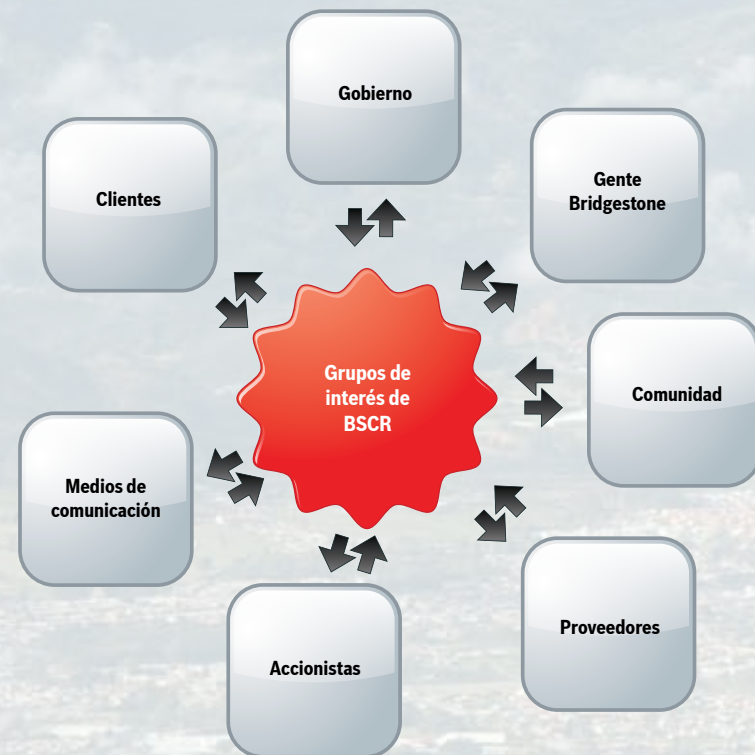 Gobierno
Clientes
Gente
Bridgestone
Grupos de
interés de
BSCR
Comunidad
Medios de
comunicación
Proveedores
Accionistas